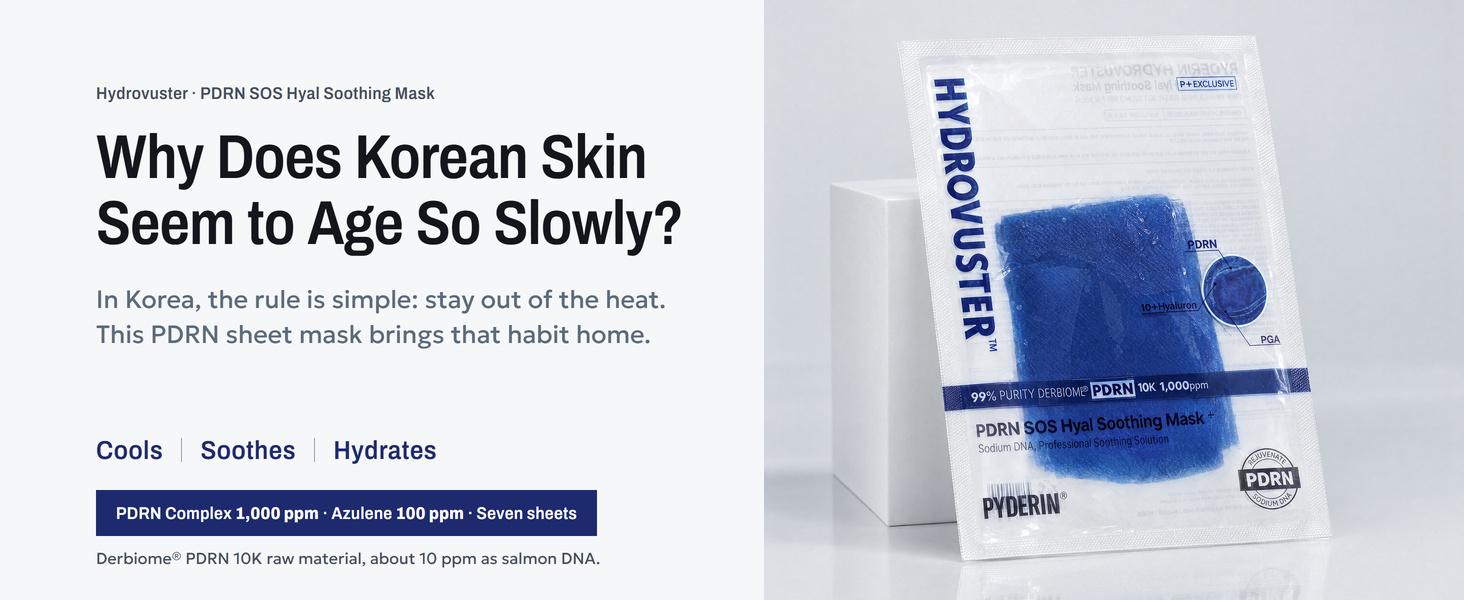 Hydrovuster · PDRN SOS Hyal Soothing Mask
Why Does Korean Skin
Seem to Age So Slowly?
In Korea, the rule is simple: stay out of the heat.
This PDRN sheet mask brings that habit home.
Cools | Soothes | Hydrates
PDRN Complex 1,000 ppm · Azulene 100 ppm · Seven sheets
Derbiome® PDRN 10K raw material, about 10 ppm as salmon DNA.
P+EXCLUSIVE
HYDROVUSTER™
PDRN
10+Hyaluron
PGA
99% PURITY DERBIOME® PDRN 10K 1,000ppm
PDRN SOS Hyal Soothing Mask +
Sodium DNA, Professional Soothing Solution
PYDERIN®
REJUVENATE
PDRN
SODIUM DNA